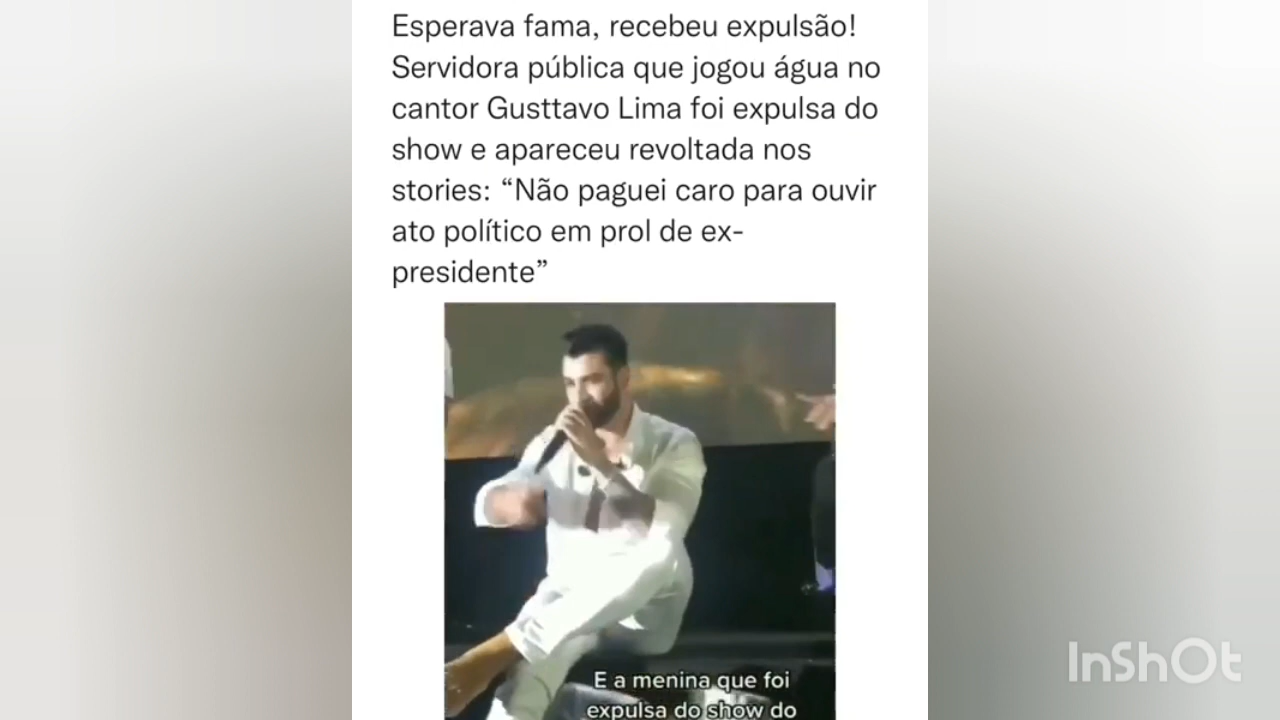 Esperava fama, recebeu expulsão!
Servidora pública que jogou água no
cantor Gusttavo Lima foi expulsa do
show e apareceu revoltada nos
stories: “Não paguei caro para ouvir
ato político em prol de ex-
presidente”
E a menina que foi
expulsa do show do
InShOt